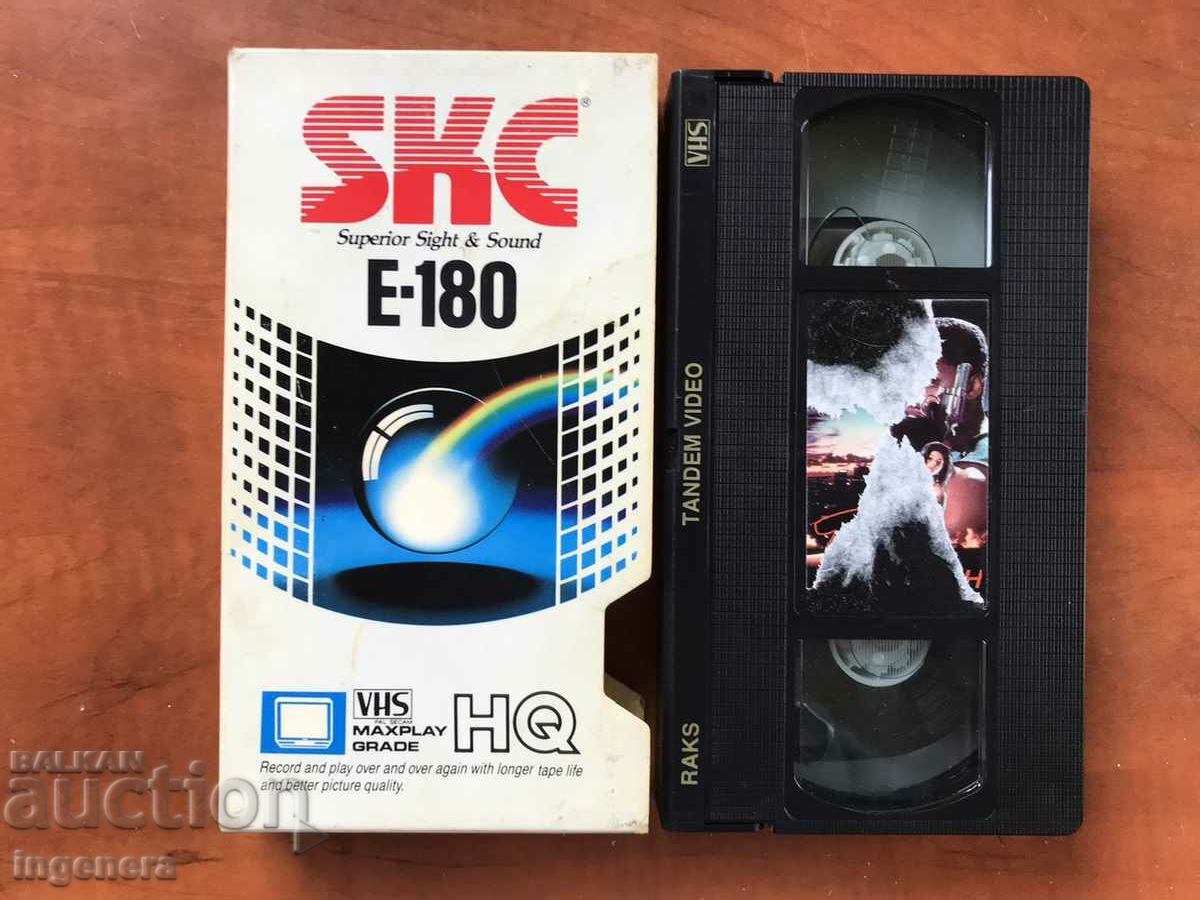 SKC®
Superior Sight & Sound
E-180
VHS
PAL SECAM
MAXPLAY
GRADE
HQ
Record and play over and over again with longer tape life
and better picture quality.
VHS
TANDEM VIDEO
RAKS
BALKAN
auction
ingenera